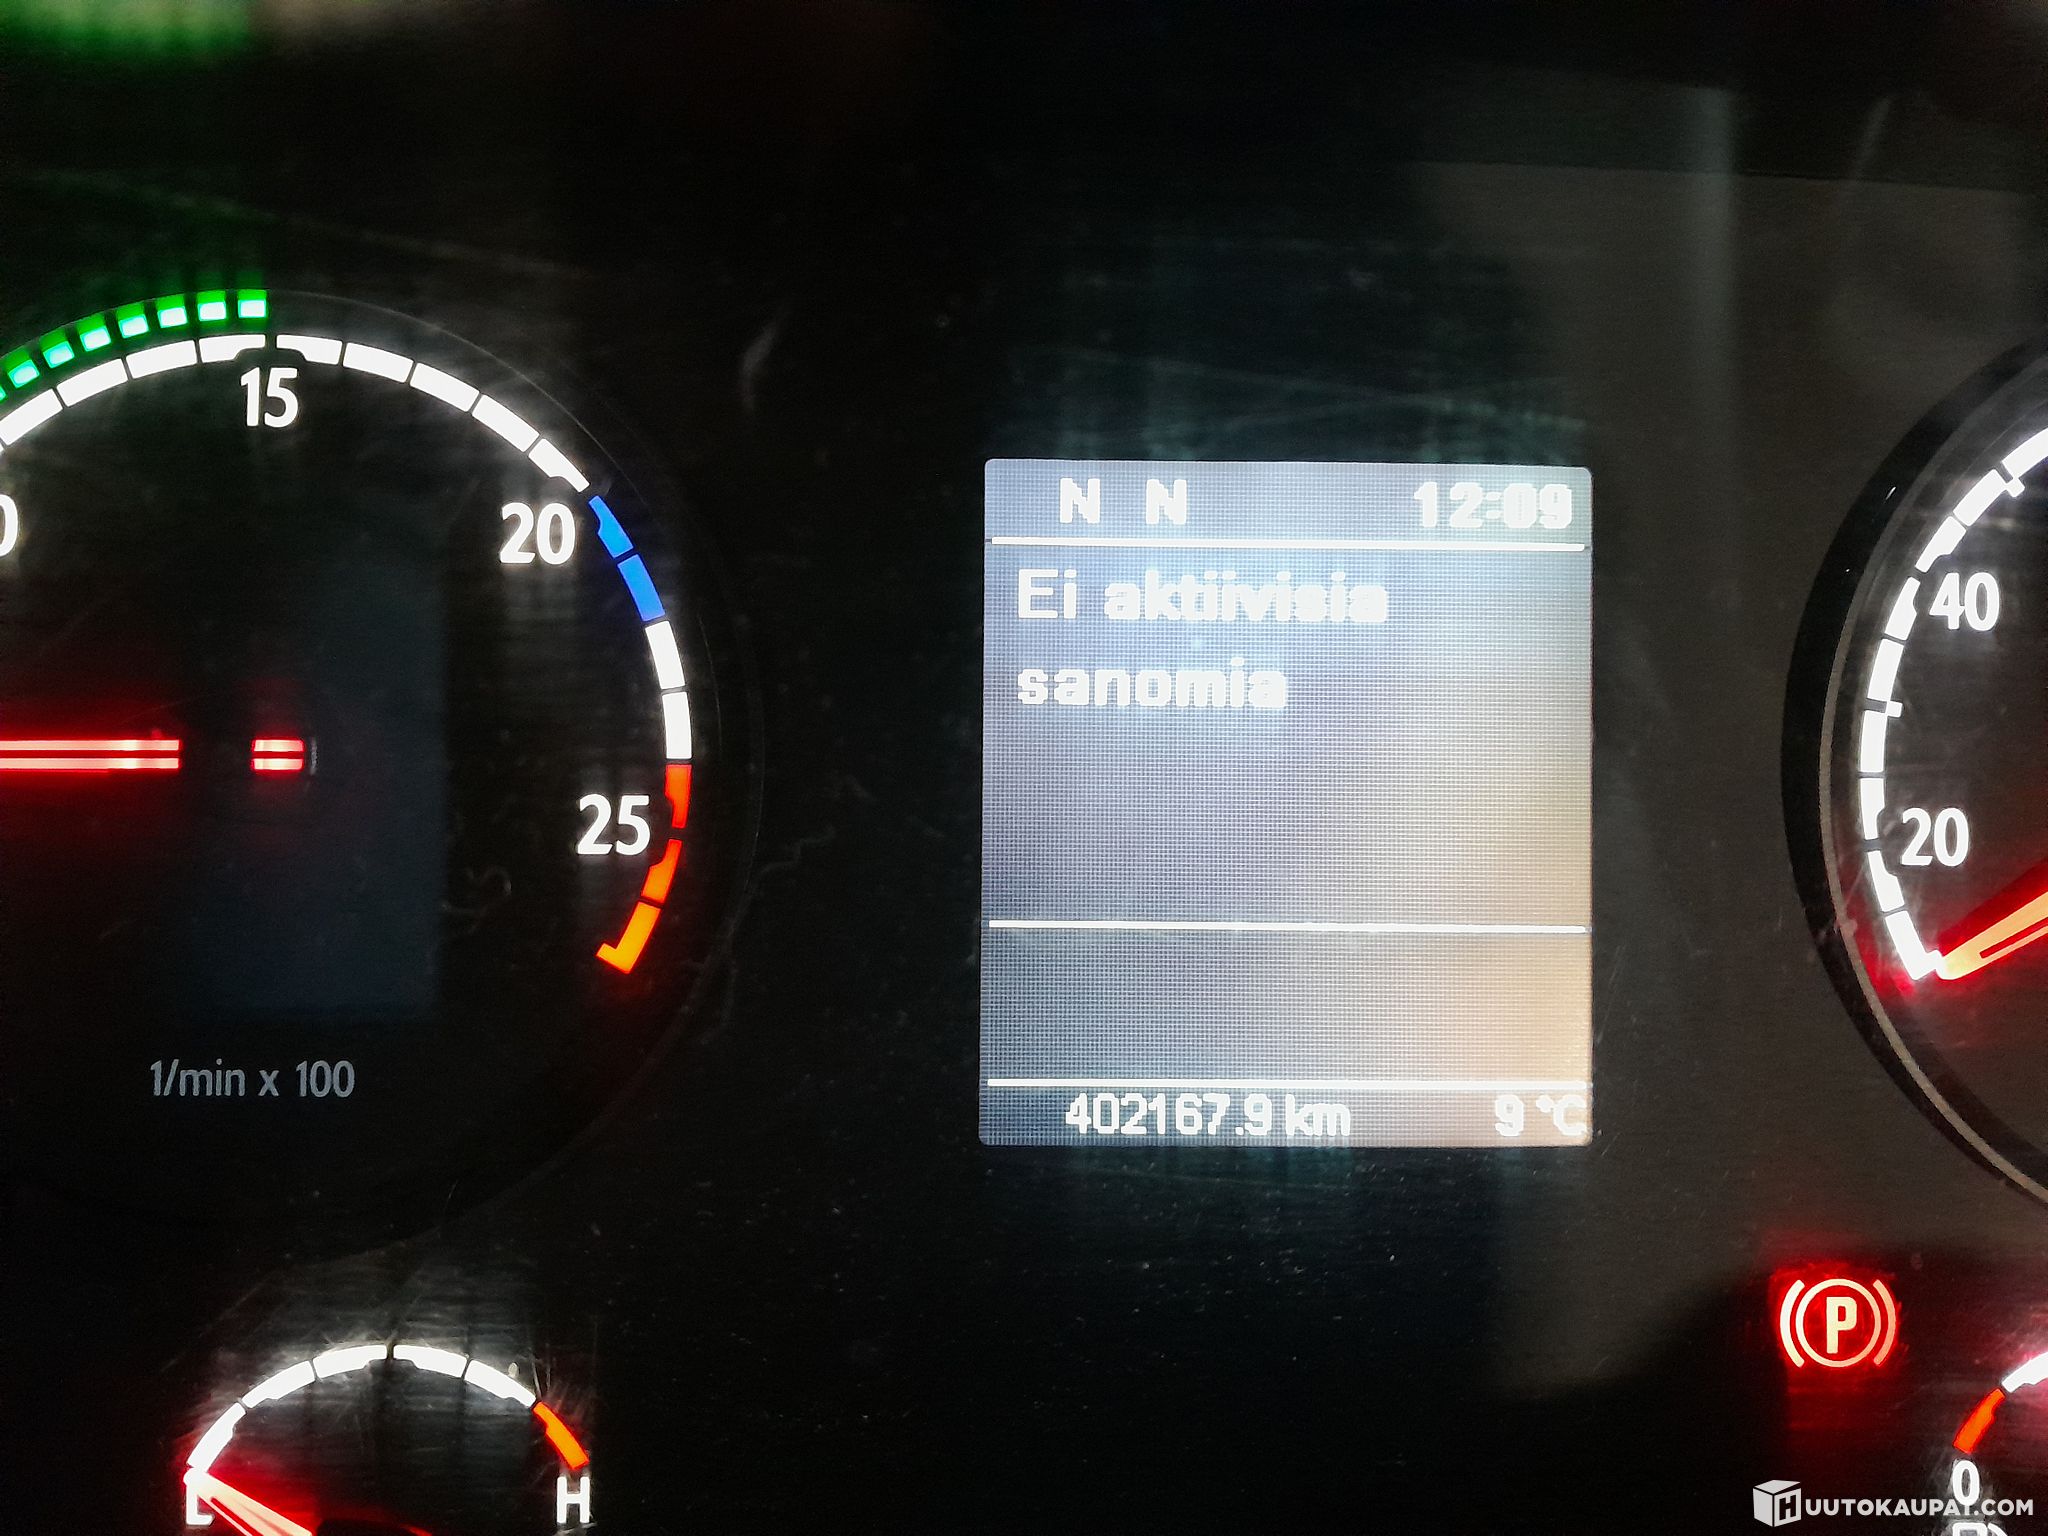 15
20
25
1/min x 100
N N 12:09
Ei aktiivisia
sanomia
402167.9 km 9 °C
40
20
P
L H
0
HUUTOKAUPAT.COM